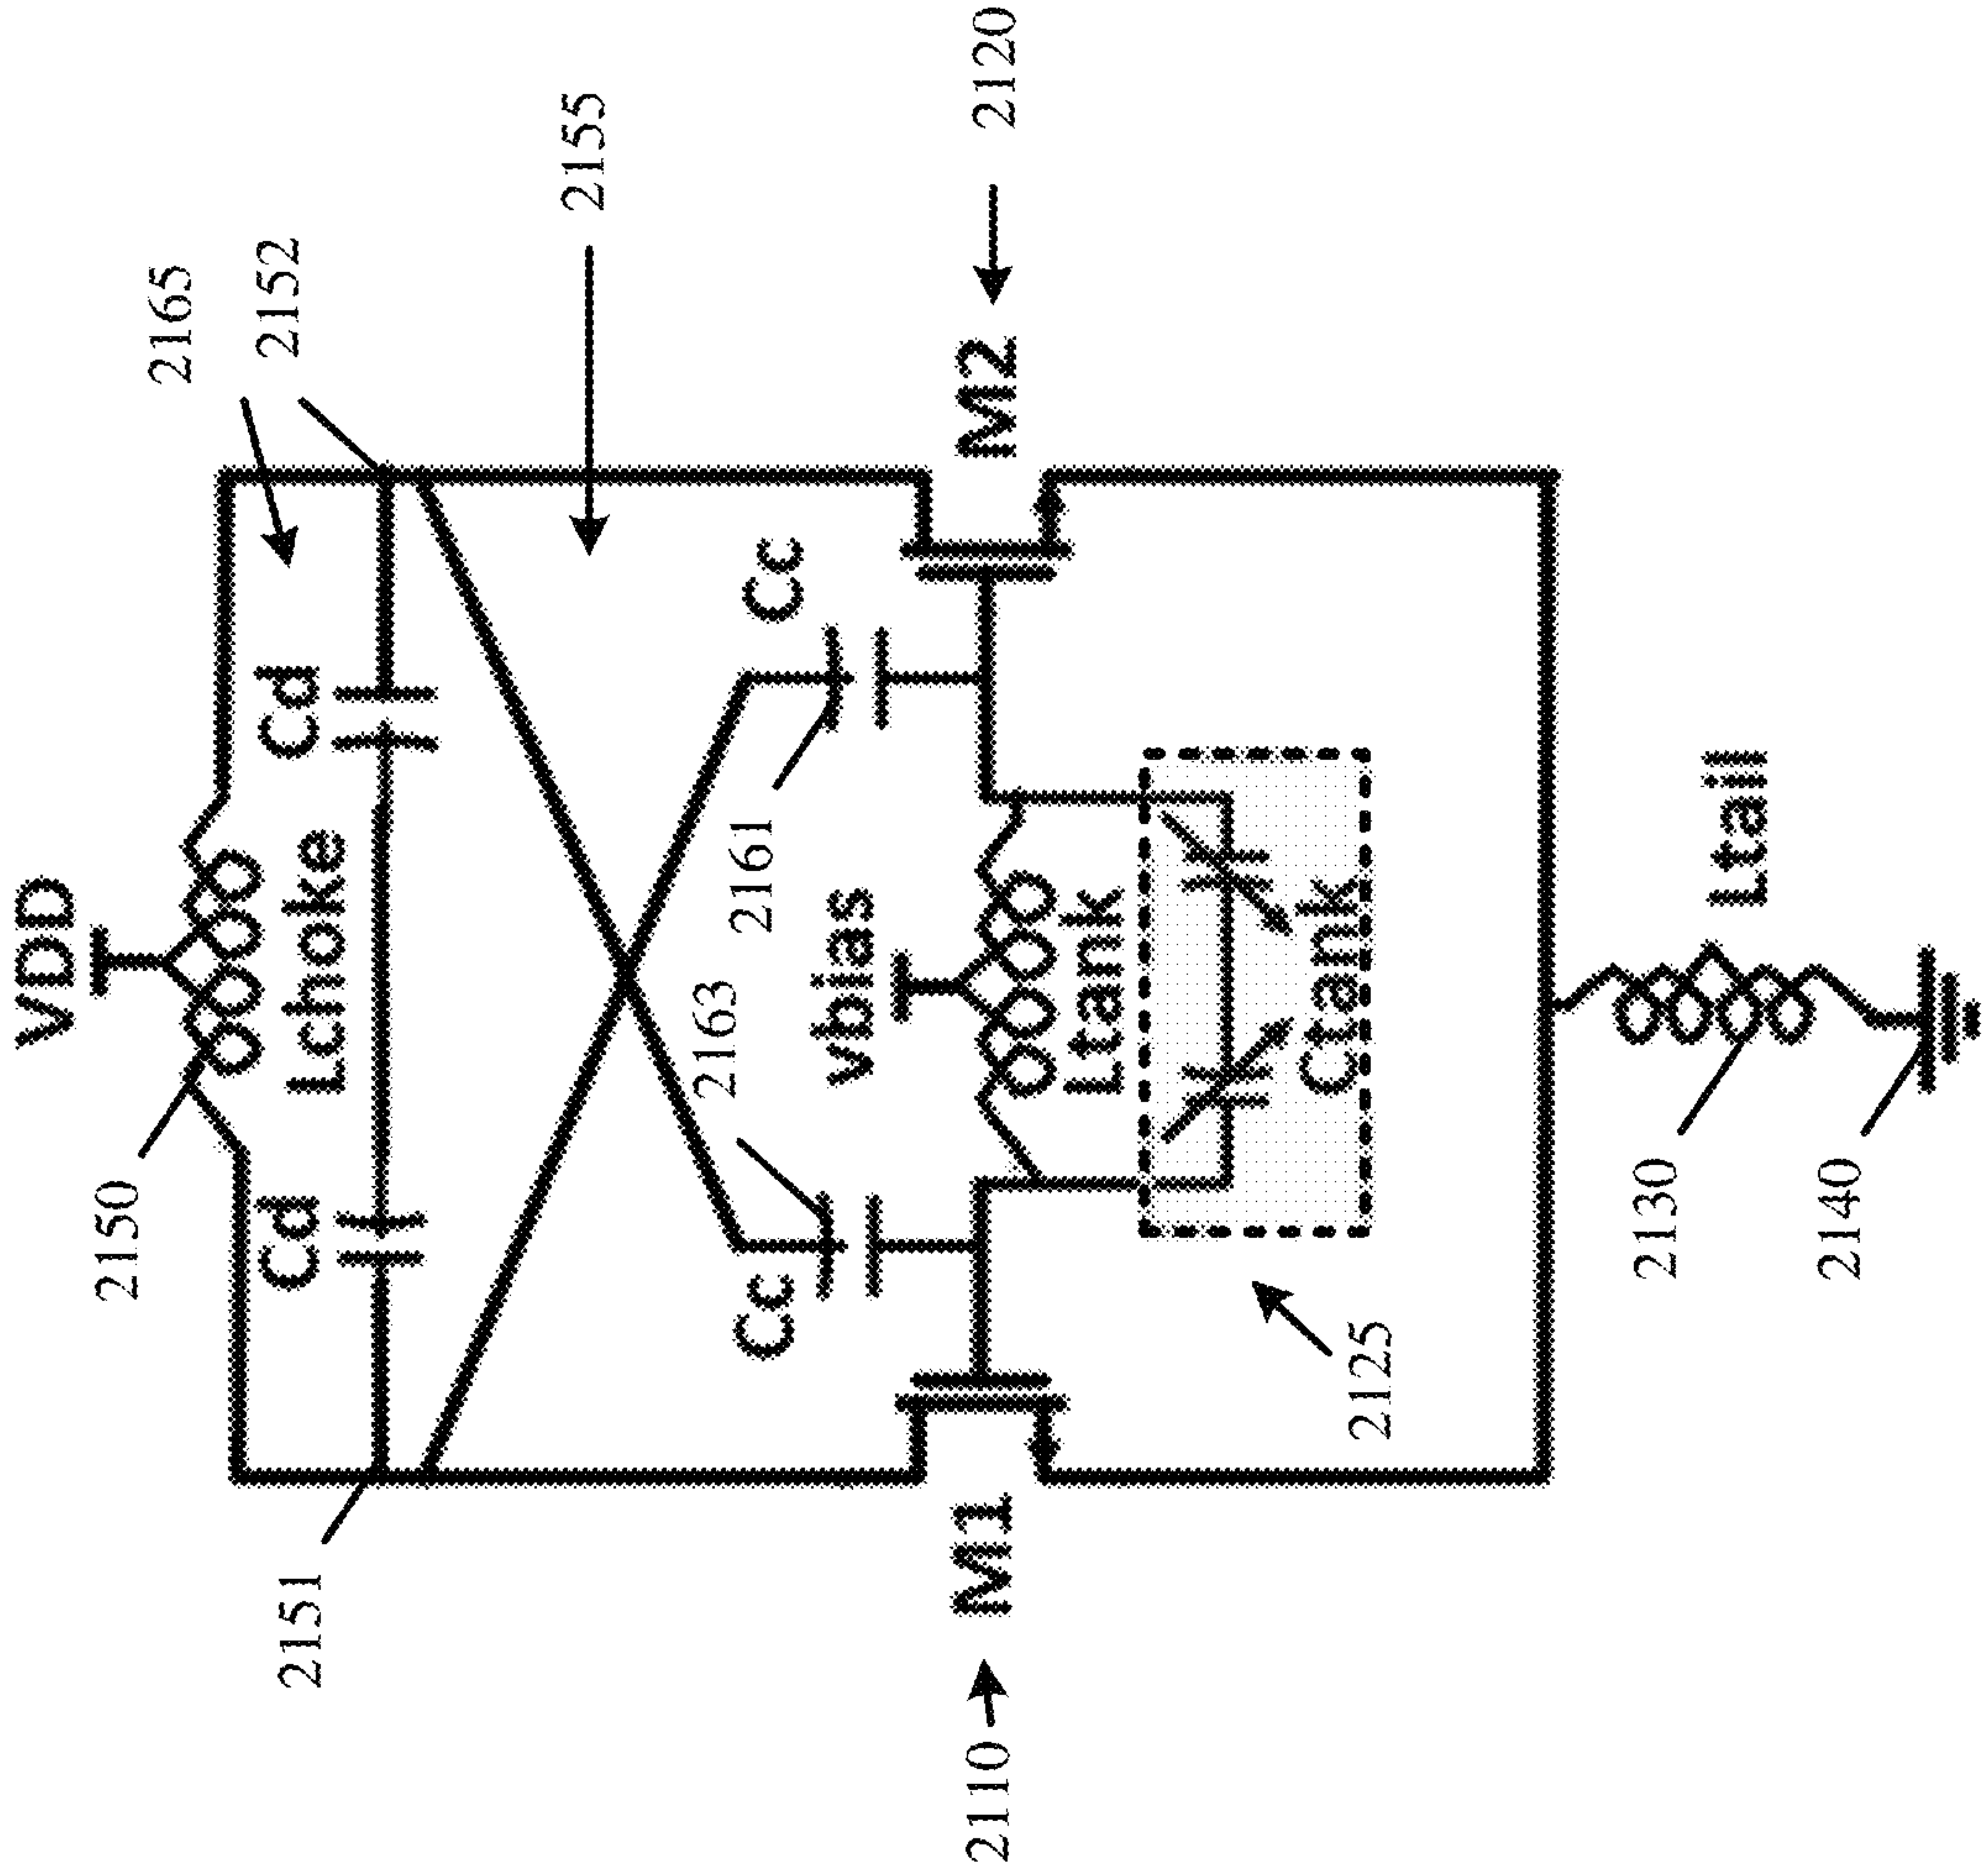 VDD
2165
2152
2150
Cd
Lchoke
Cd
2151
2155
Cc
2161
2163
Cc
vbias
Ltank
Ctank
M1
M2
2110
2120
2125
Ltail
2130
2140